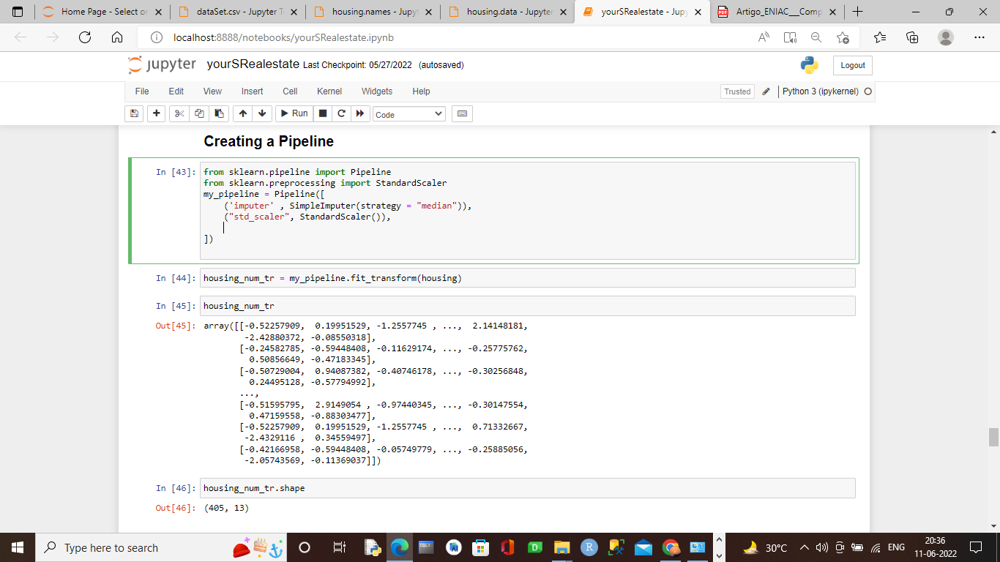 Home Page - Select or
dataSet.csv - Jupyter T
housing.names - Jupyt
housing.data - Jupyter
yourSRealestate - Jupy
Artigo_ENIAC___Comp
localhost:8888/notebooks/yourSRealestate.ipynb
jupyter yourSRealestate Last Checkpoint: 05/27/2022 (autosaved)
Logout
File Edit View Insert Cell Kernel Widgets Help
Trusted
Python 3 (ipykernel)
Run
Code
Creating a Pipeline
In [43]: from sklearn.pipeline import Pipeline
from sklearn.preprocessing import StandardScaler
my_pipeline = Pipeline([
('imputer' , SimpleImputer(strategy = "median")),
("std_scaler", StandardScaler()),
])
In [44]: housing_num_tr = my_pipeline.fit_transform(housing)
In [45]: housing_num_tr
Out[45]: array([[-0.52257909, 0.19951529, -1.2557745 , ..., 2.14148181,
-2.42880372, -0.08550318],
[-0.24582785, -0.59448408, -0.11629174, ..., -0.25775762,
0.50856649, -0.47183345],
[-0.50729004, 0.94087382, -0.40746178, ..., -0.30256848,
0.24495128, -0.57794992],
...,
[-0.51595795, 2.9149054 , -0.97440345, ..., -0.30147554,
0.47159558, -0.88303477],
[-0.52257909, 0.19951529, -1.2557745 , ..., 0.71332667,
-2.4329116 , 0.34559497],
[-0.42166958, -0.59448408, -0.05749779, ..., -0.25885056,
-2.05743569, -0.11369037]])
In [46]: housing_num_tr.shape
Out[46]: (405, 13)
Type here to search
30°C
ENG
20:36
11-06-2022